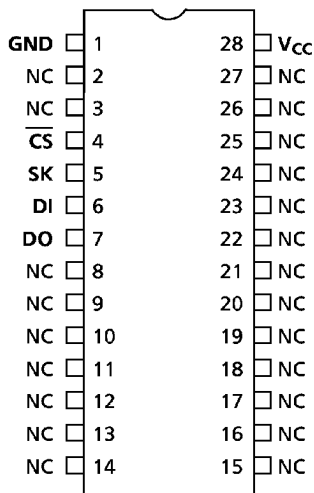 GND 1 28 VCC
NC 2 27 NC
NC 3 26 NC
C̅S̅ 4 25 NC
SK 5 24 NC
DI 6 23 NC
DO 7 22 NC
NC 8 21 NC
NC 9 20 NC
NC 10 19 NC
NC 11 18 NC
NC 12 17 NC
NC 13 16 NC
NC 14 15 NC